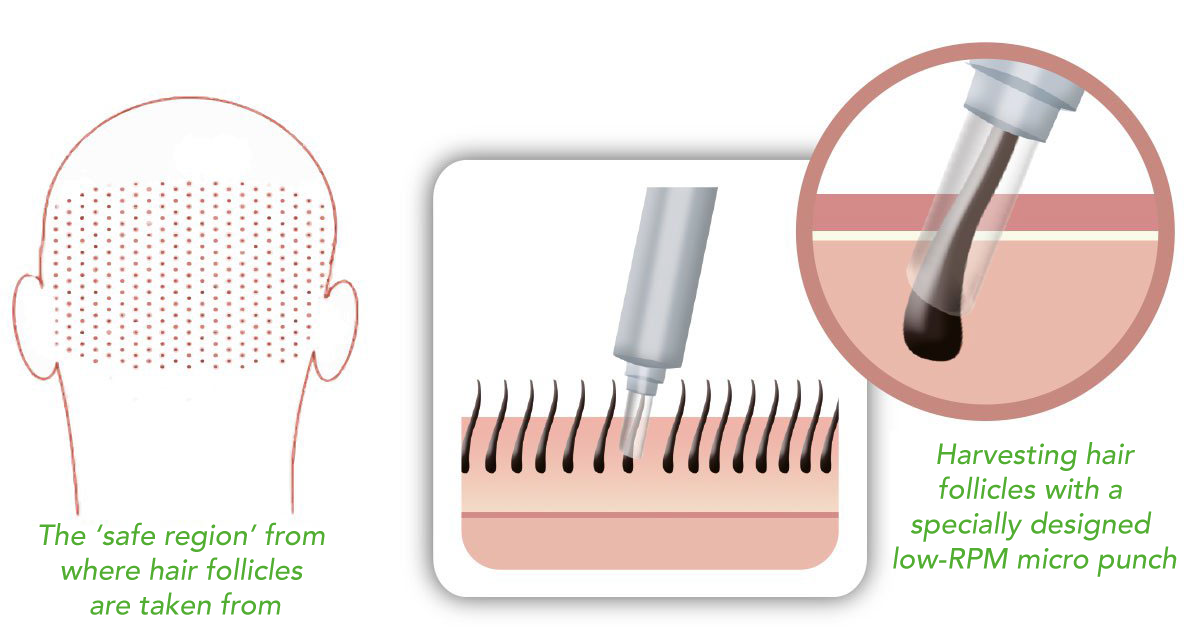 The ‘safe region’ from
where hair follicles
are taken from
Harvesting hair
follicles with a
specially designed
low-RPM micro punch